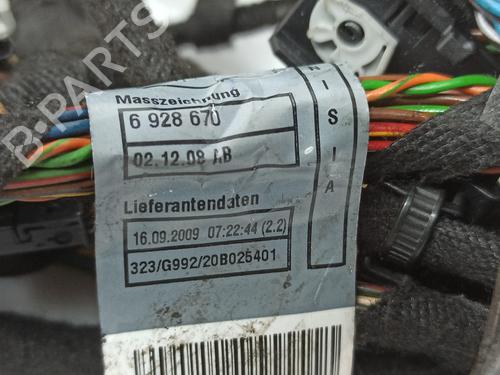 B-PARTS
Masszeichnung
6 928 670
02.12.08 AB
Lieferantendaten
16.09.2009 07:22:44 (2.2)
323/G992/20B025401
NISIA